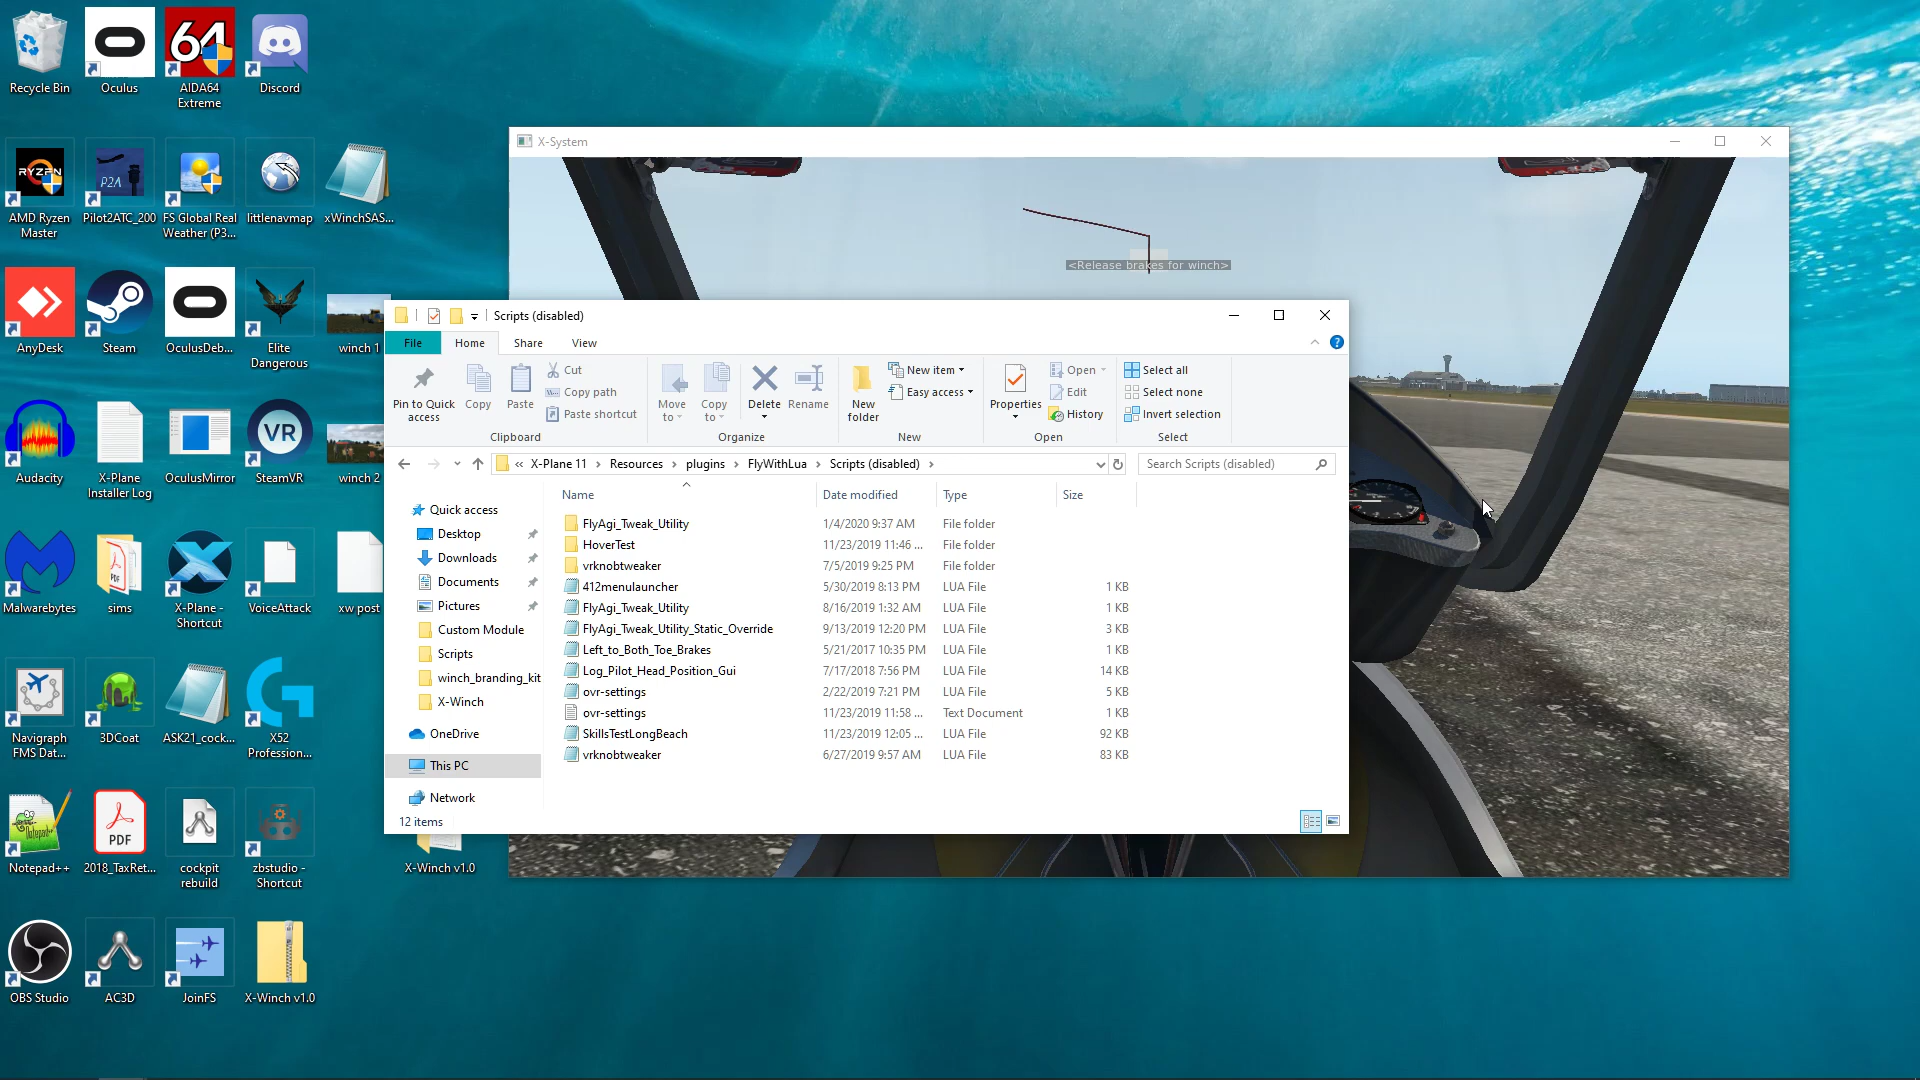 Recycle Bin
Oculus
64
AIDA64
Extreme
Discord
RYZEN
AMD Ryzen
Master
P2A
Pilot2ATC_200
FS Global Real
Weather (P3...
littlenavmap
xWinchSAS...
AnyDesk
Steam
OculusDeb...
Elite
Dangerous
winch 1
Audacity
X-Plane
Installer Log
OculusMirror
VR
SteamVR
winch 2
Malwarebytes
PDF
sims
X-Plane -
Shortcut
VoiceAttack
xw post
Navigraph
FMS Dat...
3DCoat
ASK21_cock...
X52
Profession...
Notepad++
PDF
2018_TaxRet...
cockpit
rebuild
zbstudio -
Shortcut
X-Winch v1.0
OBS Studio
AC3D
JoinFS
X-Winch v1.0
X-System
<Release brakes for winch>
Scripts (disabled)
File
Home
Share
View
Pin to Quick
access
Copy
Paste
Cut
Copy path
Paste shortcut
Clipboard
Move
to
Copy
to
Delete
Rename
Organize
New
folder
New item
Easy access
New
Properties
Open
Edit
History
Open
Select all
Select none
Invert selection
Select
« X-Plane 11 > Resources > plugins > FlyWithLua > Scripts (disabled) >
Search Scripts (disabled)
Quick access
Desktop
Downloads
Documents
Pictures
Custom Module
Scripts
winch_branding_kit
X-Winch
OneDrive
This PC
Network
Name Date modified Type Size
FlyAgi_Tweak_Utility 1/4/2020 9:37 AM File folder
HoverTest 11/23/2019 11:46 ... File folder
vrknobtweaker 7/5/2019 9:25 PM File folder
412menulauncher 5/30/2019 8:13 PM LUA File 1 KB
FlyAgi_Tweak_Utility 8/16/2019 1:32 AM LUA File 1 KB
FlyAgi_Tweak_Utility_Static_Override 9/13/2019 12:20 PM LUA File 3 KB
Left_to_Both_Toe_Brakes 5/21/2017 10:35 PM LUA File 1 KB
Log_Pilot_Head_Position_Gui 7/17/2018 7:56 PM LUA File 14 KB
ovr-settings 2/22/2019 7:21 PM LUA File 5 KB
ovr-settings 11/23/2019 11:58 ... Text Document 1 KB
SkillsTestLongBeach 11/23/2019 12:05 ... LUA File 92 KB
vrknobtweaker 6/27/2019 9:57 AM LUA File 83 KB
12 items